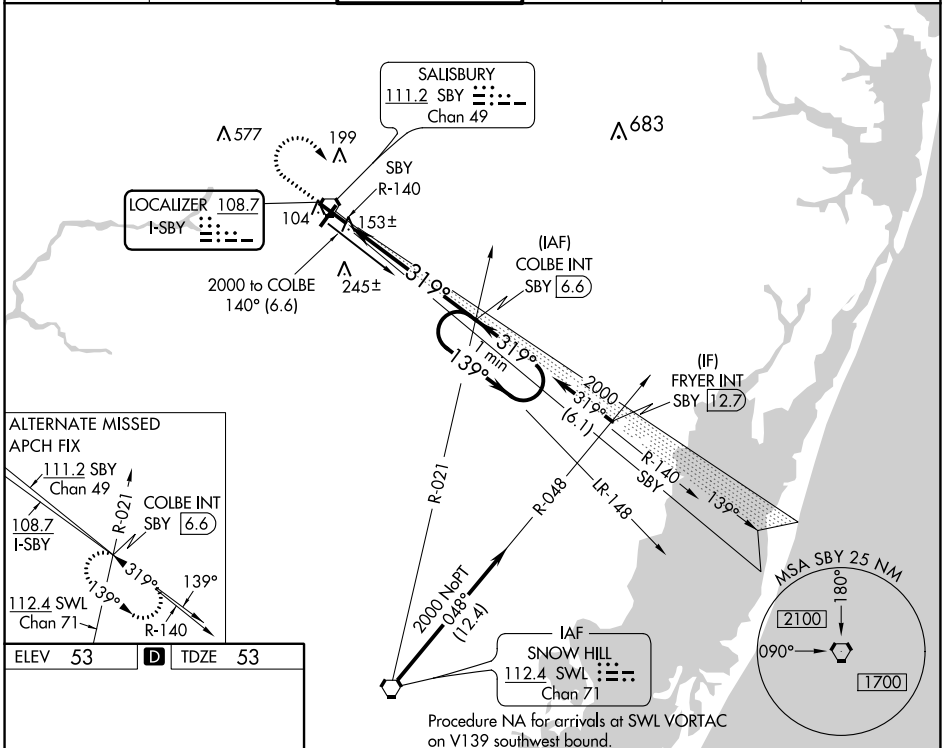 SALISBURY
111.2 SBY
Chan 49
577
199
683
SBY
R-140
LOCALIZER 108.7
I-SBY
104
153±
245±
2000 to COLBE
140° (6.6)
319°
(IAF)
COLBE INT
SBY 6.6
319°
1 min
139°
(IF)
FRYER INT
SBY 12.7
2000
319°
(6.1)
R-140
SBY
139°
LR-148
R-021
R-048
2000 NoPT
048°
(12.4)
ALTERNATE MISSED
APCH FIX
111.2 SBY
Chan 49
R-021
COLBE INT
SBY 6.6
108.7
I-SBY
319°
139°
139°
112.4 SWL
Chan 71
R-140
MSA SBY 25 NM
180°
2100
090°
1700
IAF
SNOW HILL
112.4 SWL
Chan 71
Procedure NA for arrivals at SWL VORTAC
on V139 southwest bound.
ELEV 53 D TDZE 53